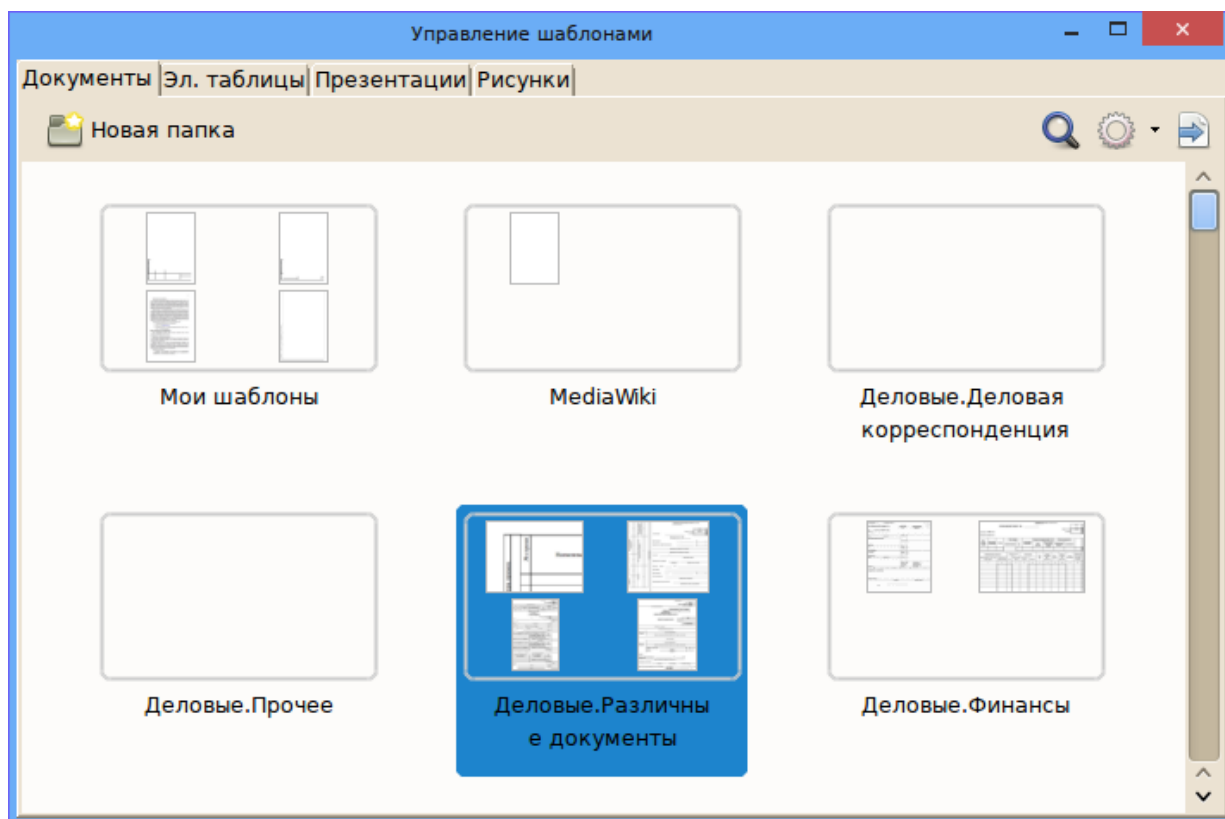 Управление шаблонами
Документы Эл. таблицы Презентации Рисунки
Новая папка
Мои шаблоны
MediaWiki
Деловые.Деловая
корреспонденция
Деловые.Прочее
Деловые.Различны
е документы
Деловые.Финансы